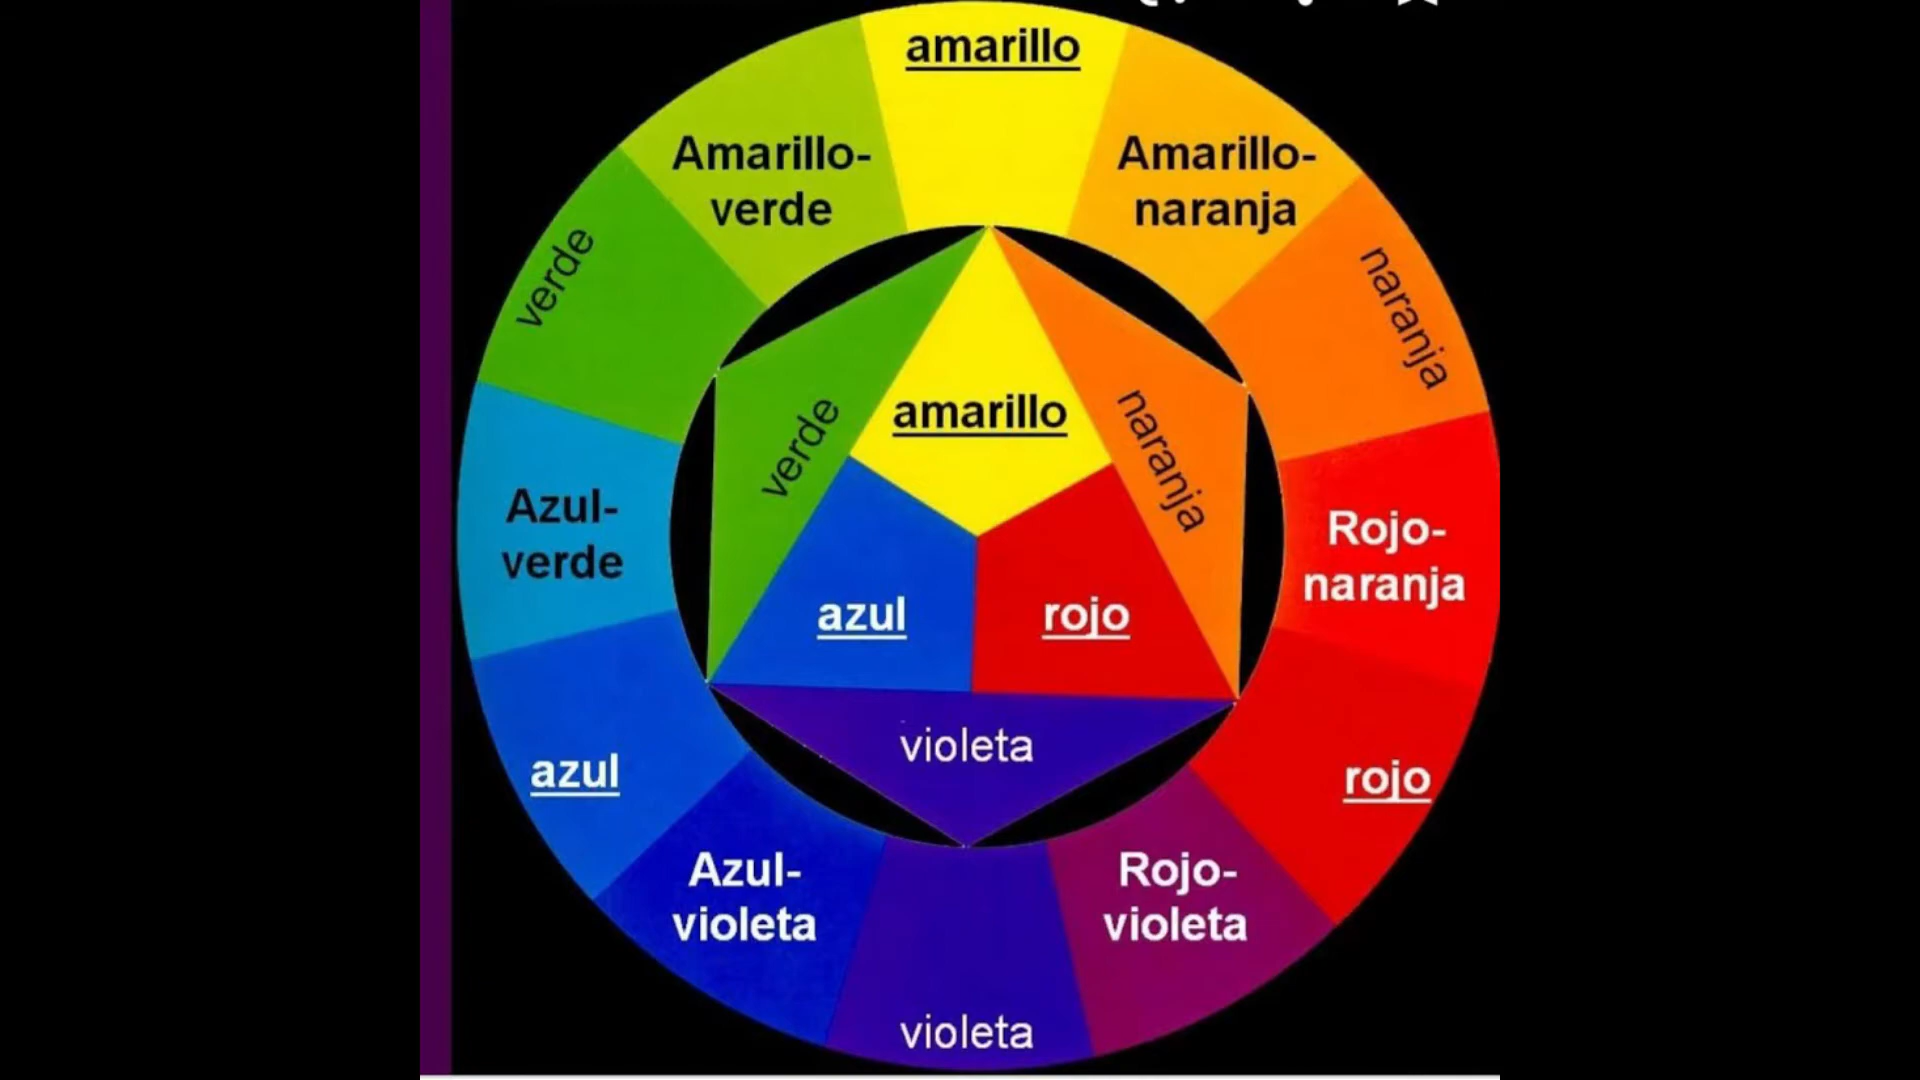 amarillo
Amarillo-
verde
Amarillo-
naranja
verde
naranja
amarillo
verde
naranja
Azul-
verde
Rojo-
naranja
azul
rojo
violeta
azul
rojo
Azul-
violeta
Rojo-
violeta
violeta